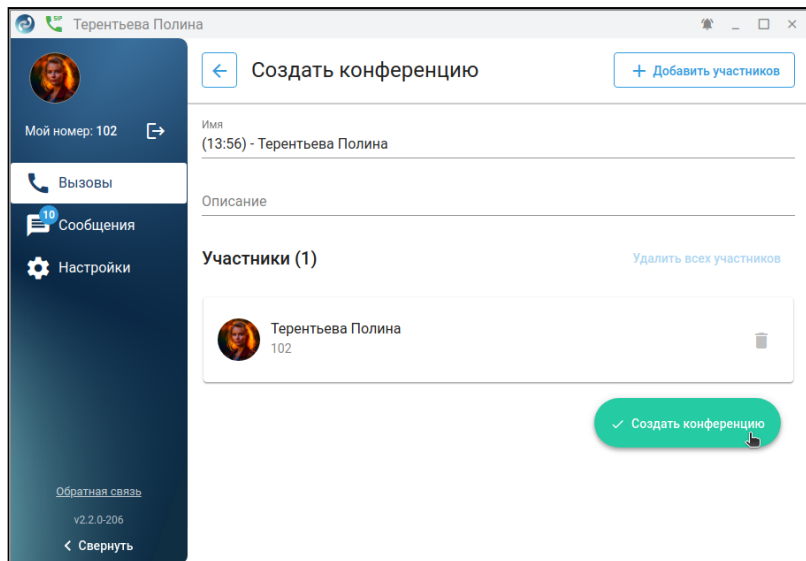 SIP
Терентьева Полина
Мой номер: 102
Вызовы
10
Сообщения
Настройки
Обратная связь
v2.2.0-206
Свернуть
Создать конференцию
Добавить участников
Имя
(13:56) - Терентьева Полина
Описание
Участники (1)
Удалить всех участников
Терентьева Полина
102
Создать конференцию